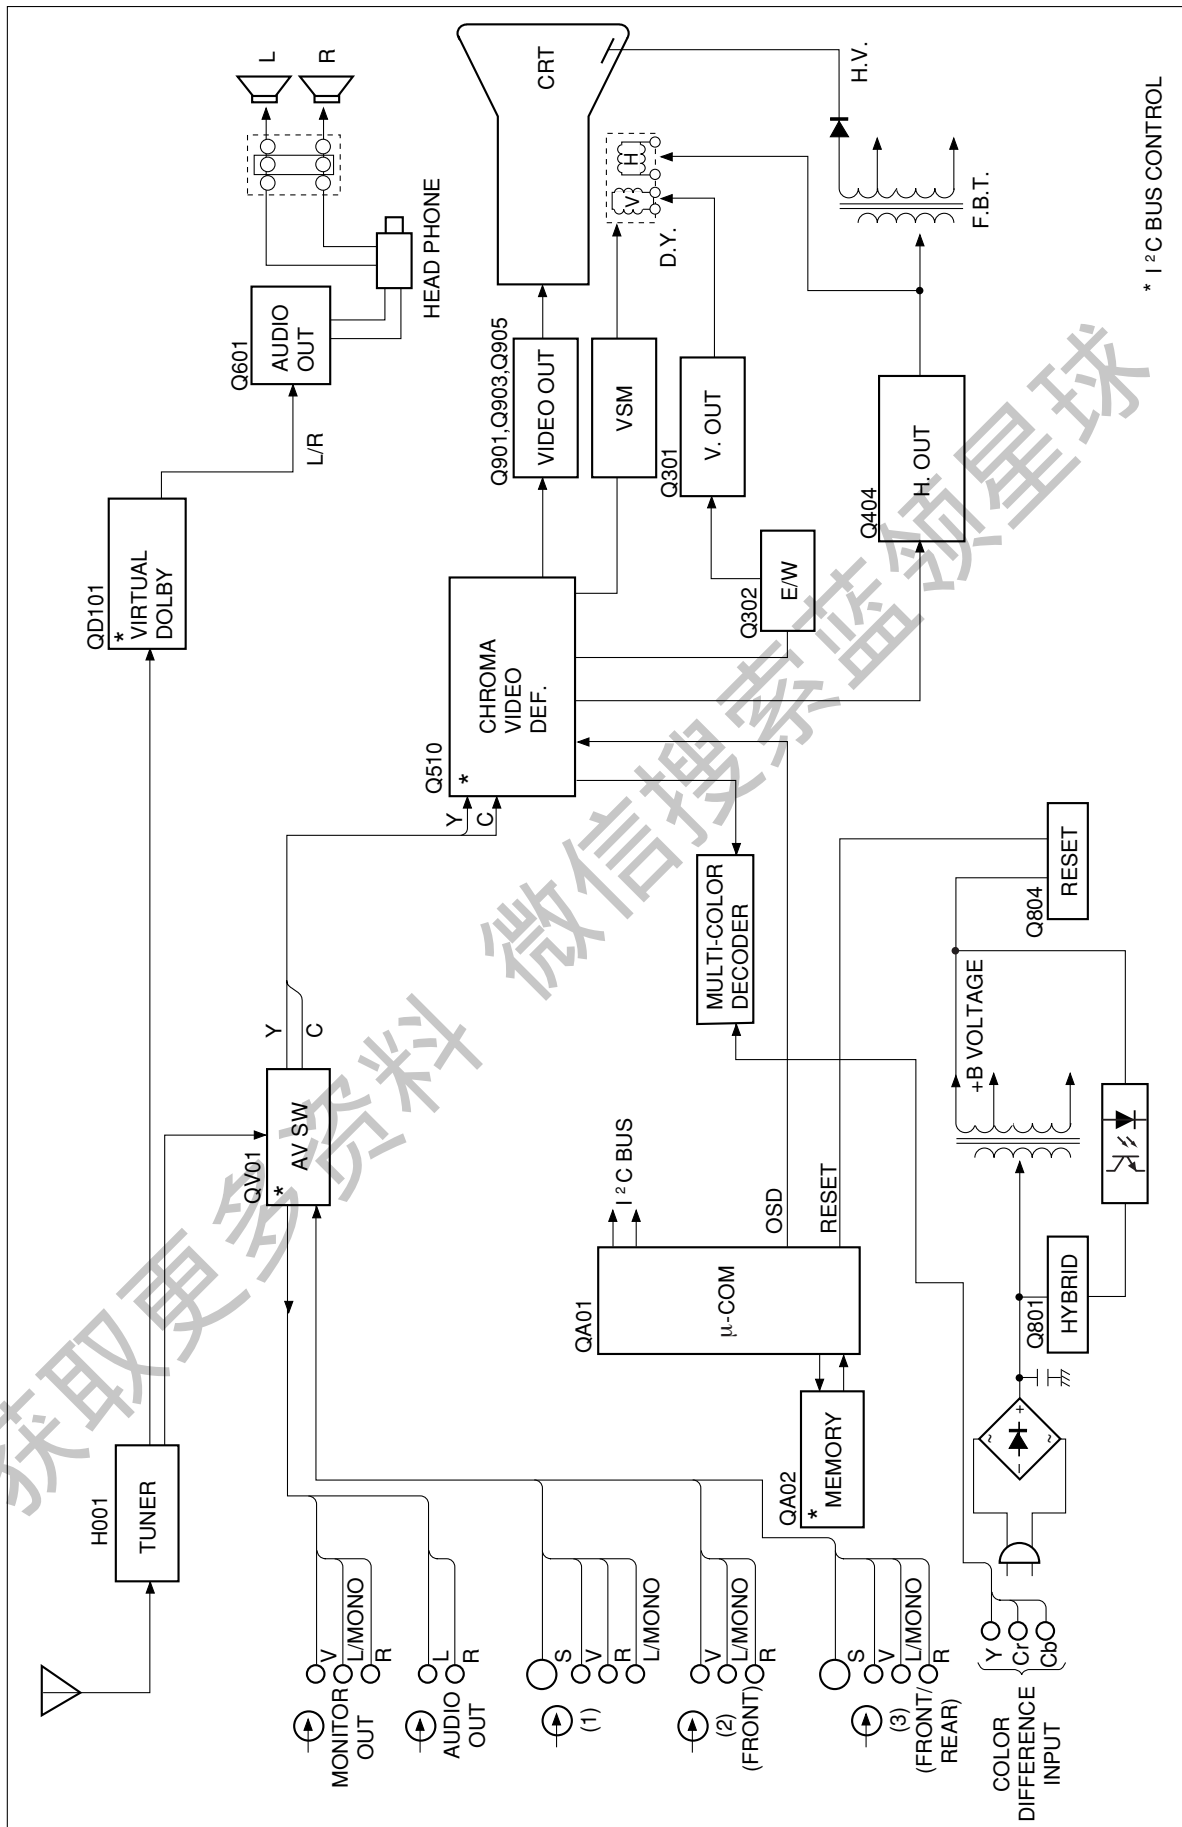 H001
TUNER
MONITOR
OUT
V
L/MONO
R
AUDIO
OUT
L
R
(1)
S
V
R
L/MONO
(2)
(FRONT)
V
L/MONO
R
(3)
(FRONT/
REAR)
S
V
L/MONO
R
COLOR
DIFFERENCE
INPUT
Y
Cr
Cb
QV01
*
AV SW
Y
C
QA01
μ-COM
I²C BUS
OSD
RESET
QA02
*
MEMORY
~
+
−
~
Q801
HYBRID
+B VOLTAGE
Q804
RESET
MULTI-COLOR
DECODER
QD101
*
VIRTUAL
DOLBY
L/R
Q601
AUDIO
OUT
HEAD PHONE
L
R
Y
C
Q510
*
CHROMA
VIDEO
DEF.
Q901,Q903,Q905
VIDEO OUT
VSM
Q301
V. OUT
Q302
E/W
Q404
H. OUT
CRT
V
H
D.Y.
H.V.
F.B.T.
* I²C BUS CONTROL
获取更多资料 微信搜索蓝领星球